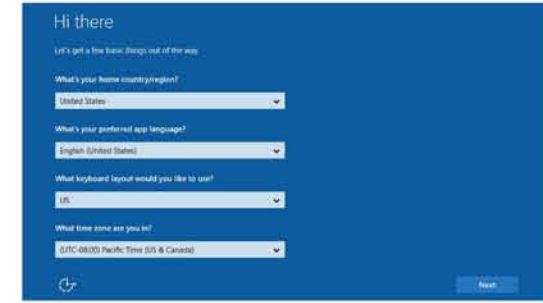 Hi there
Let's get a few basic things out of the way.
What's your home country/region?
United States
What's your preferred app language?
English (United States)
What keyboard layout would you like to use?
US
What time zone are you in?
(UTC-08:00) Pacific Time (US & Canada)
Next